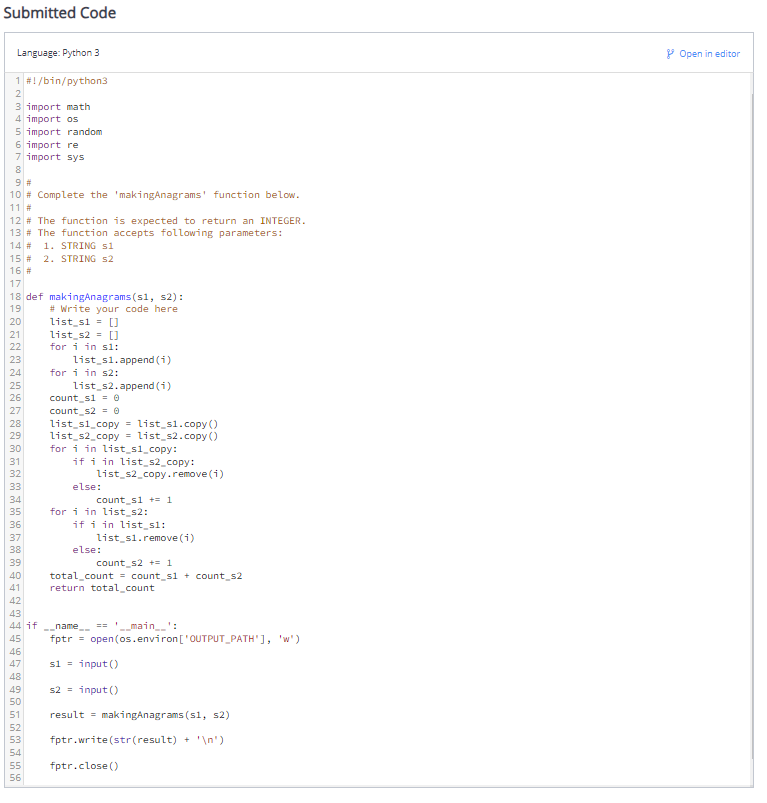 Submitted Code
Language: Python 3
Open in editor
1 #!/bin/python3
2
3 import math
4 import os
5 import random
6 import re
7 import sys
8
9 #
10 # Complete the 'makingAnagrams' function below.
11 #
12 # The function is expected to return an INTEGER.
13 # The function accepts following parameters:
14 #  1. STRING s1
15 #  2. STRING s2
16 #
17
18 def makingAnagrams(s1, s2):
19     # Write your code here
20     list_s1 = []
21     list_s2 = []
22     for i in s1:
23         list_s1.append(i)
24     for i in s2:
25         list_s2.append(i)
26     count_s1 = 0
27     count_s2 = 0
28     list_s1_copy = list_s1.copy()
29     list_s2_copy = list_s2.copy()
30     for i in list_s1_copy:
31         if i in list_s2_copy:
32             list_s2_copy.remove(i)
33         else:
34             count_s1 += 1
35     for i in list_s2:
36         if i in list_s1:
37             list_s1.remove(i)
38         else:
39             count_s2 += 1
40     total_count = count_s1 + count_s2
41     return total_count
42
43
44 if __name__ == '__main__':
45     fptr = open(os.environ['OUTPUT_PATH'], 'w')
46
47     s1 = input()
48
49     s2 = input()
50
51     result = makingAnagrams(s1, s2)
52
53     fptr.write(str(result) + '\n')
54
55     fptr.close()
56